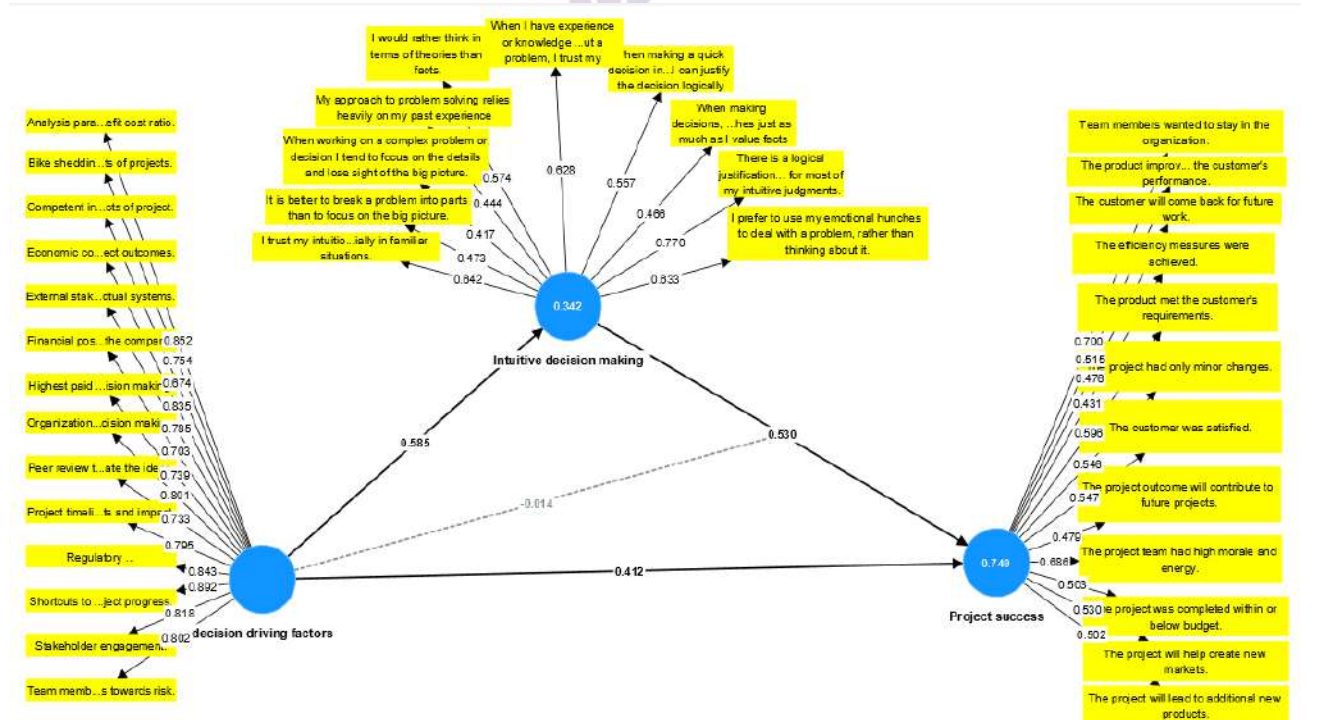 Analysis para...efit cost ratio.
Bike sheddin...ts of projects.
Competent in...cts of project.
Economic co...ect outcomes.
External stak...ctual systems.
Financial pos...the compan
Highest paid ...ision makin
Organization...cision maki
Peer review t...ate the ide
Project timeli...ts and impa
Regulatory ...
Shortcuts to ...ject progress.
Stakeholder engagement.
Team memb...s towards risk.
0.852
0.754
0.674
0.835
0.785
0.703
0.739
0.801
0.733
0.795
0.843
0.892
0.818
0.802
decision driving factors
I would rather think in
terms of theories than
facts.
When I have experience
or knowledge ...ut a
problem, I trust my
hen making a quick
decision in...I can justify
the decision logically
My approach to problem solving relies
heavily on my past experience
When making
decisions, ...hes just as
much as I value facts
When working on a complex problem or
decision I tend to focus on the details
and lose sight of the big picture.
There is a logical
justification... for most of
my intuitive judgments.
It is better to break a problem into parts
than to focus on the big picture.
I prefer to use my emotional hunches
to deal with a problem, rather than
thinking about it.
I trust my intuitio...ially in familiar
situations.
0.574
0.444
0.417
0.473
0.642
0.628
0.557
0.466
0.770
0.633
0.342
Intuitive decision making
0.585
0.530
-0.014
0.412
0.749
Project success
0.700
0.515
0.476
0.431
0.596
0.546
0.547
0.479
0.686
0.503
0.530
0.502
Team members wanted to stay in the
organization.
The product improv... the customer's
performance.
The customer will come back for future
work.
The efficiency measures were
achieved.
The product met the customer's
requirements.
project had only minor changes.
The customer was satisfied.
The project outcome will contribute to
future projects.
The project team had high morale and
energy.
e project was completed within or
below budget.
The project will help create new
markets.
The project will lead to additional new
products.